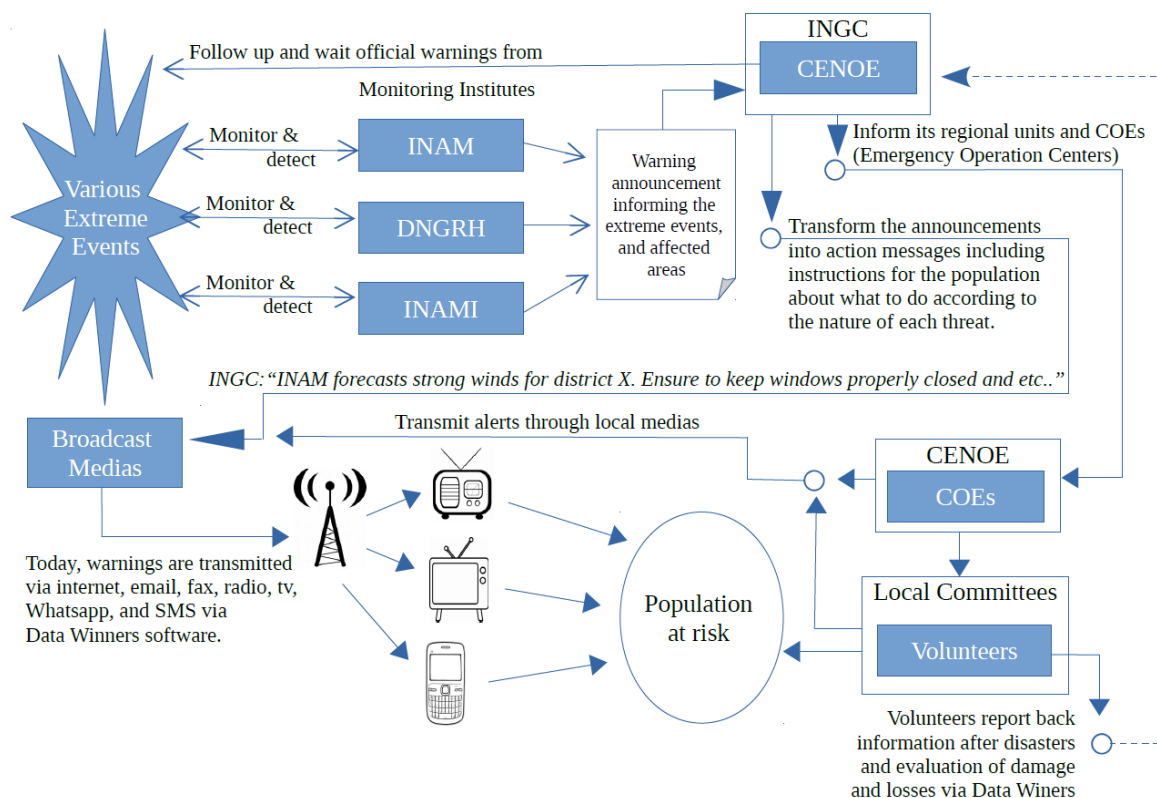 INGC
CENOE
Follow up and wait official warnings from
Monitoring Institutes
Monitor &
detect
INAM
Monitor &
detect
DNGRH
Monitor &
detect
INAMI
Various
Extreme
Events
Warning
announcement
informing the
extreme events,
and affected
areas
Inform its regional units and COEs
(Emergency Operation Centers)
Transform the announcements
into action messages including
instructions for the population
about what to do according to
the nature of each threat.
INGC:“INAM forecasts strong winds for district X. Ensure to keep windows properly closed and etc..”
Broadcast
Medias
Transmit alerts through local medias
CENOE
COEs
Today, warnings are transmitted
via internet, email, fax, radio, tv,
Whatsapp, and SMS via
Data Winners software.
Population
at risk
Local Committees
Volunteers
Volunteers report back
information after disasters
and evaluation of damage
and losses via Data Winers